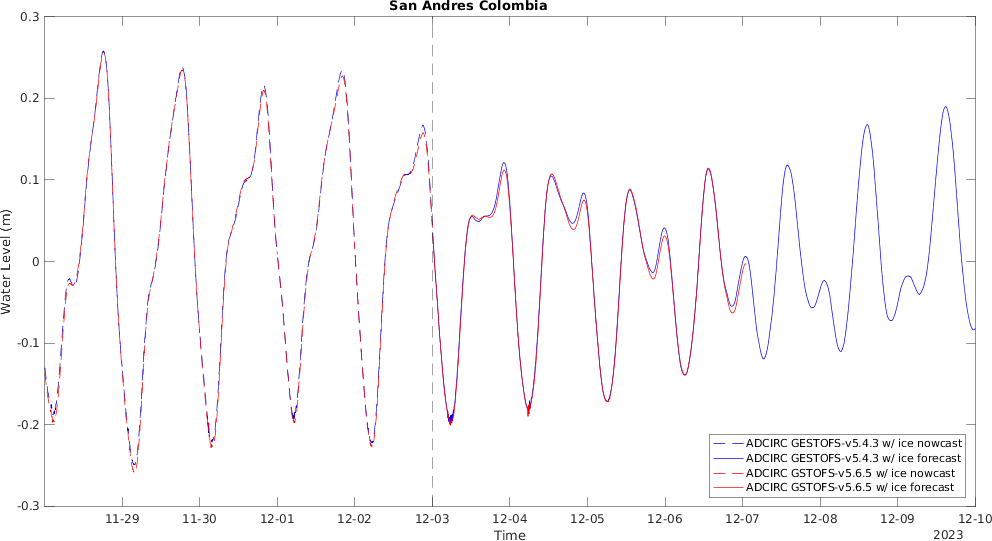 San Andres Colombia
0.3
0.2
0.1
0
-0.1
-0.2
-0.3
Water Level (m)
ADCIRC GESTOFS-v5.4.3 w/ ice nowcast
ADCIRC GESTOFS-v5.4.3 w/ ice forecast
ADCIRC GSTOFS-v5.6.5 w/ ice nowcast
ADCIRC GSTOFS-v5.6.5 w/ ice forecast
11-29 11-30 12-01 12-02 12-03 12-04 12-05 12-06 12-07 12-08 12-09 12-10
Time
2023